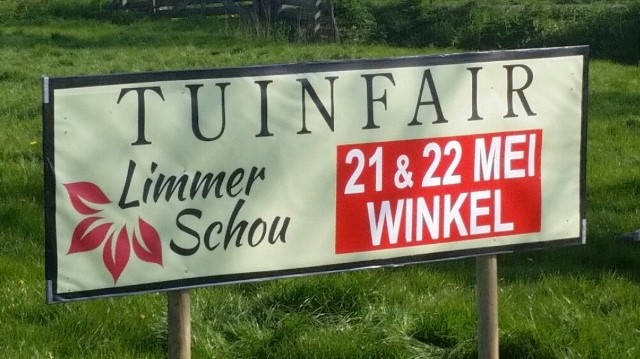 TUINFAIR
Limmer
Schou
21 & 22 MEI
WINKEL